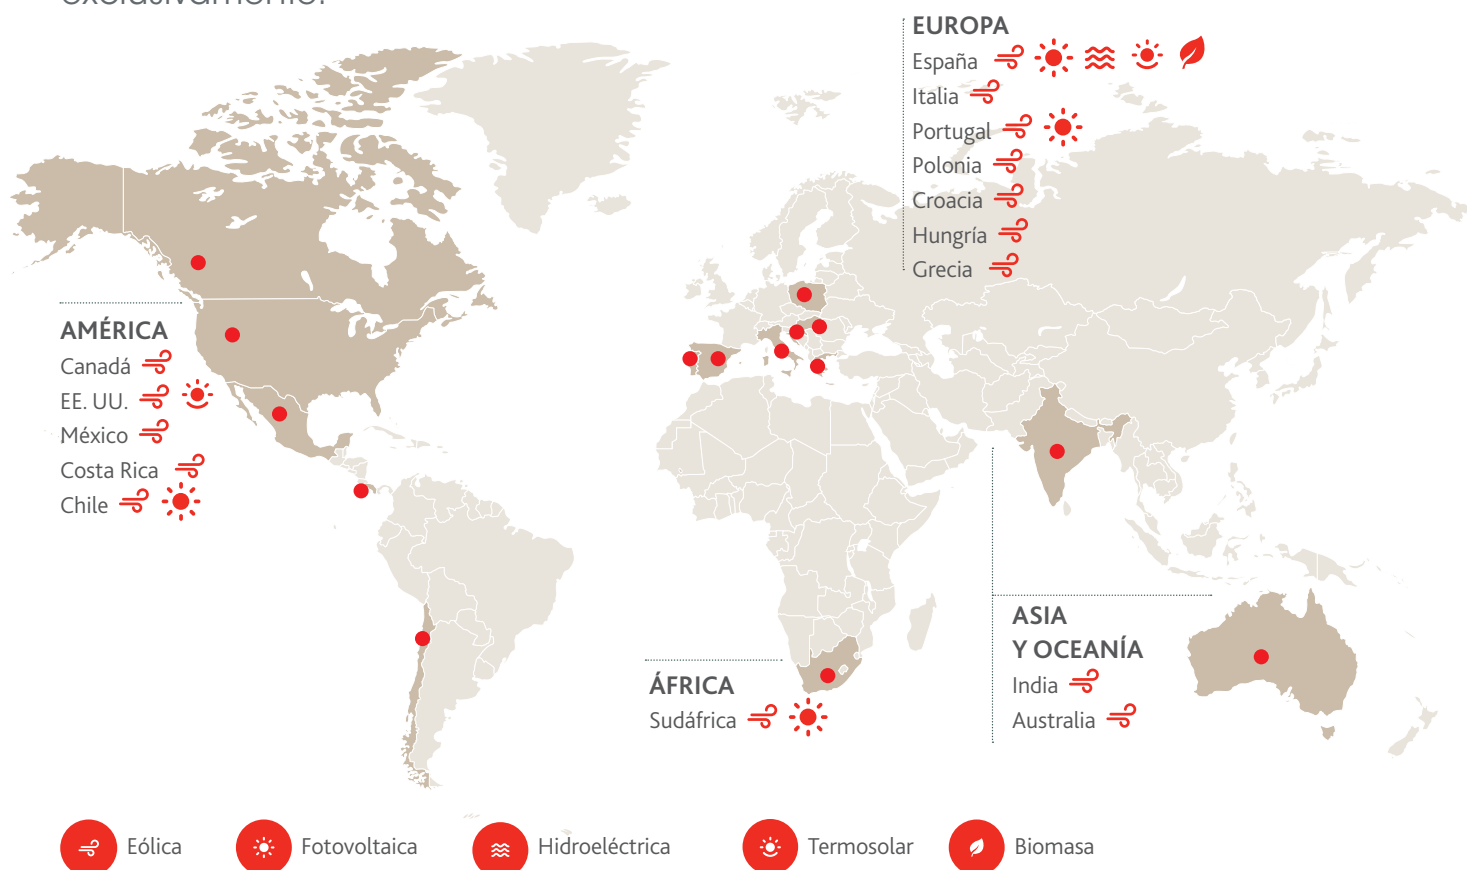 exclusivamente.
EUROPA
España
Italia
Portugal
Polonia
Croacia
Hungría
Grecia
AMÉRICA
Canadá
EE. UU.
México
Costa Rica
Chile
ÁFRICA
Sudáfrica
ASIA
Y OCEANÍA
India
Australia
Eólica
Fotovoltaica
Hidroeléctrica
Termosolar
Biomasa